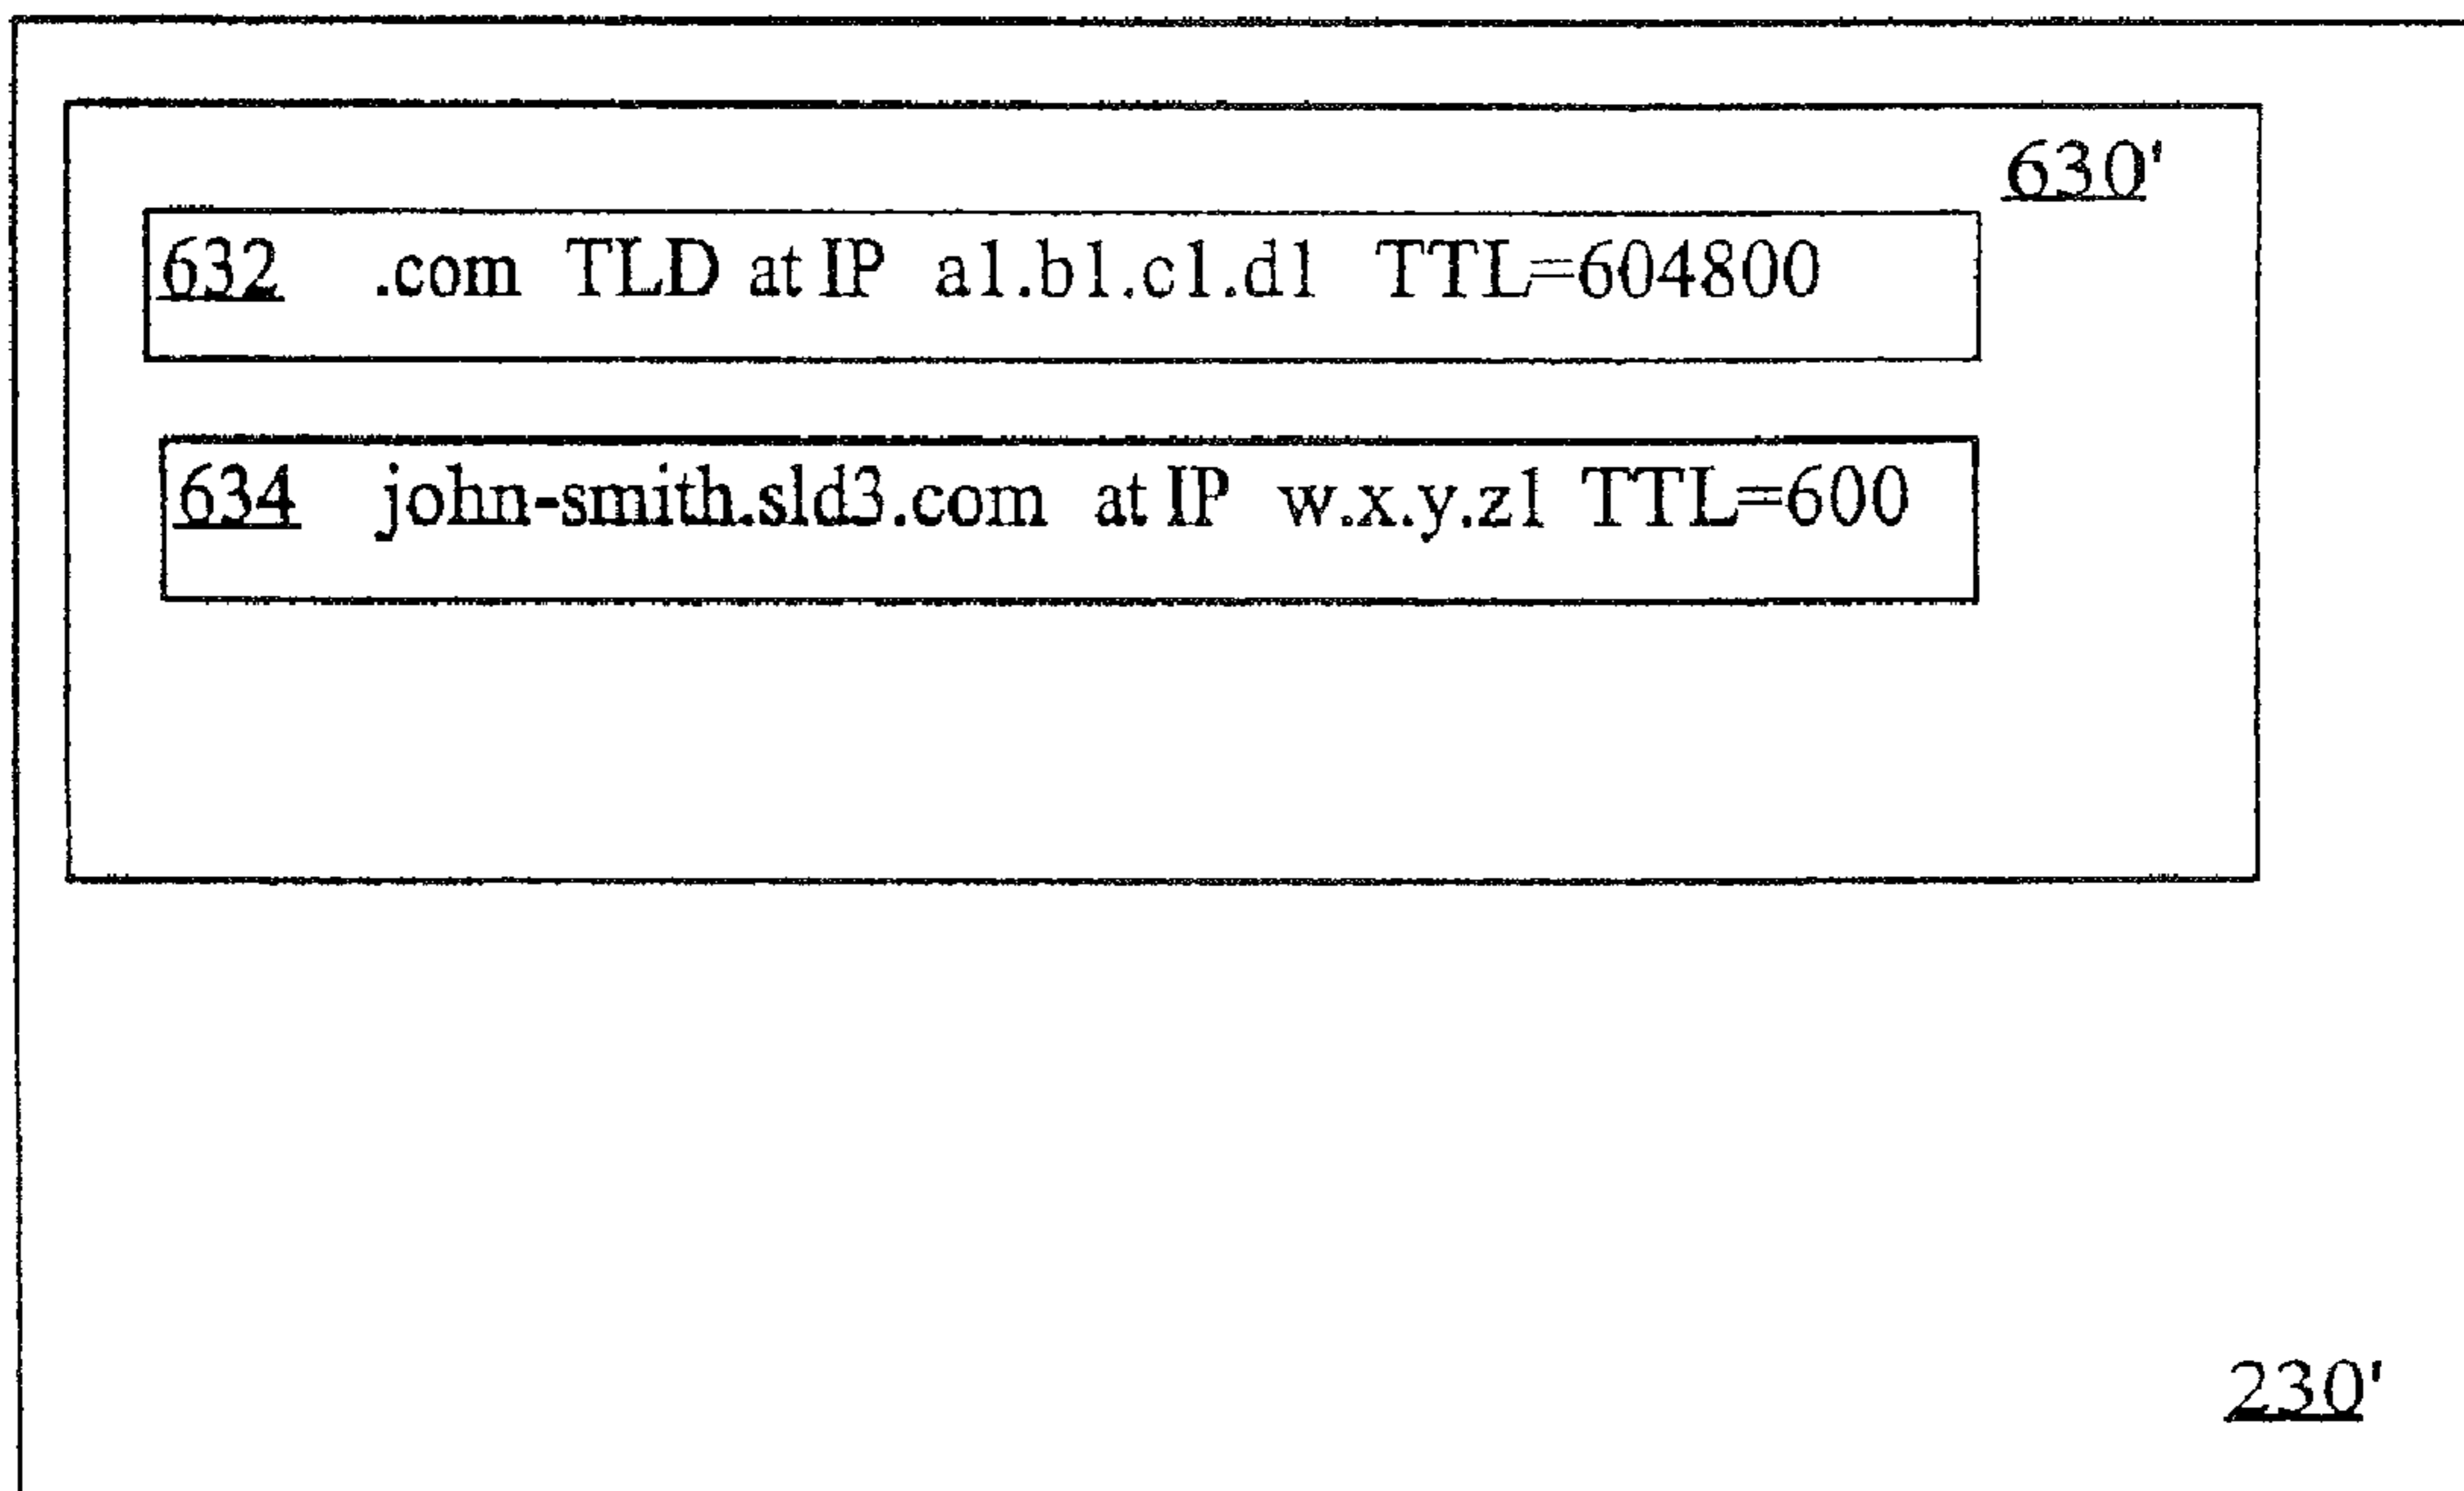 630'
632 .com TLD at IP a1.b1.c1.d1 TTL=604800
634 john-smith.sld3.com at IP w.x.y.z1 TTL=600
230'